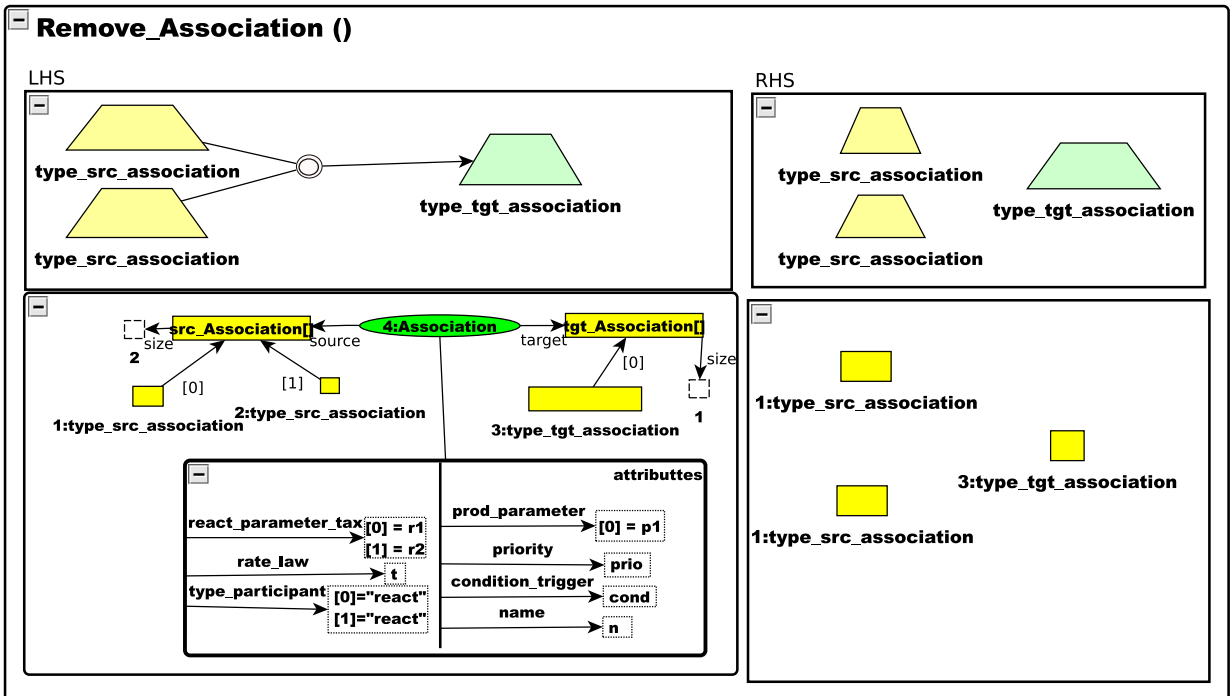 Remove_Association ()
LHS
type_src_association
type_src_association
type_tgt_association
RHS
type_src_association
type_src_association
type_tgt_association
src_Association[]
4:Association
tgt_Association[]
size
2
source
target
size
1
[0]
[1]
[0]
1:type_src_association
2:type_src_association
3:type_tgt_association
attributtes
react_parameter_tax
[0] = r1
[1] = r2
rate_law
t
type_participant
[0]="react"
[1]="react"
prod_parameter
[0] = p1
priority
prio
condition_trigger
cond
name
n
1:type_src_association
3:type_tgt_association
1:type_src_association